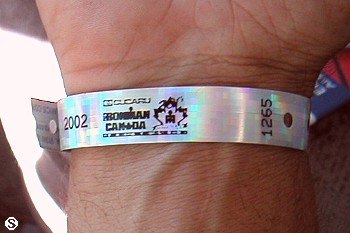 2002
SUBARU
IRONMAN
CANADA
1265
S